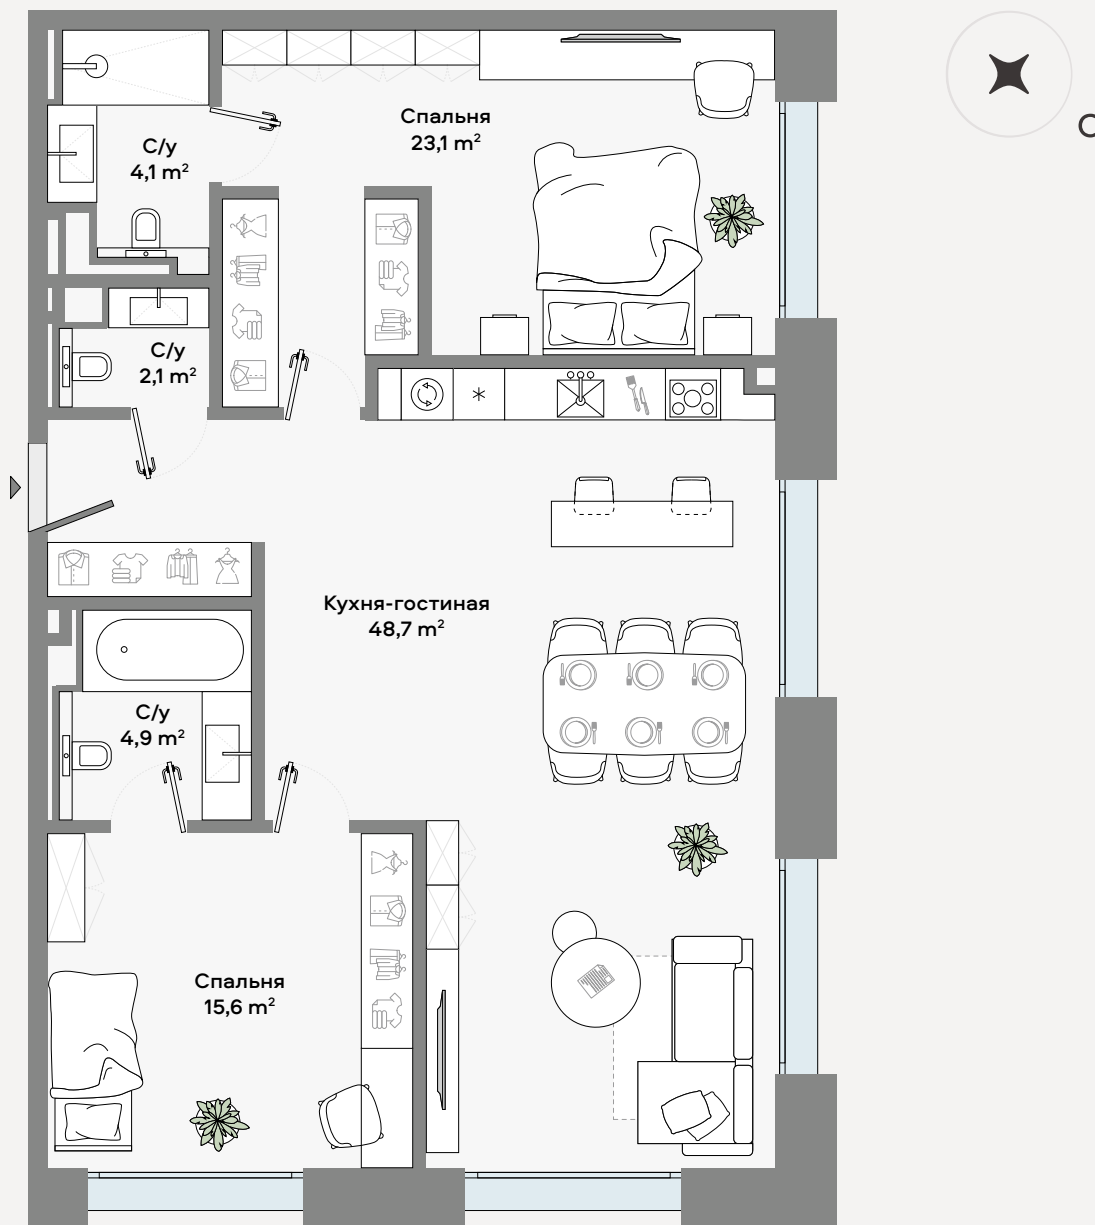 Спальня
23,1 m²
С/у
4,1 m²
С/у
2,1 m²
Кухня-гостиная
48,7 m²
С/у
4,9 m²
Спальня
15,6 m²